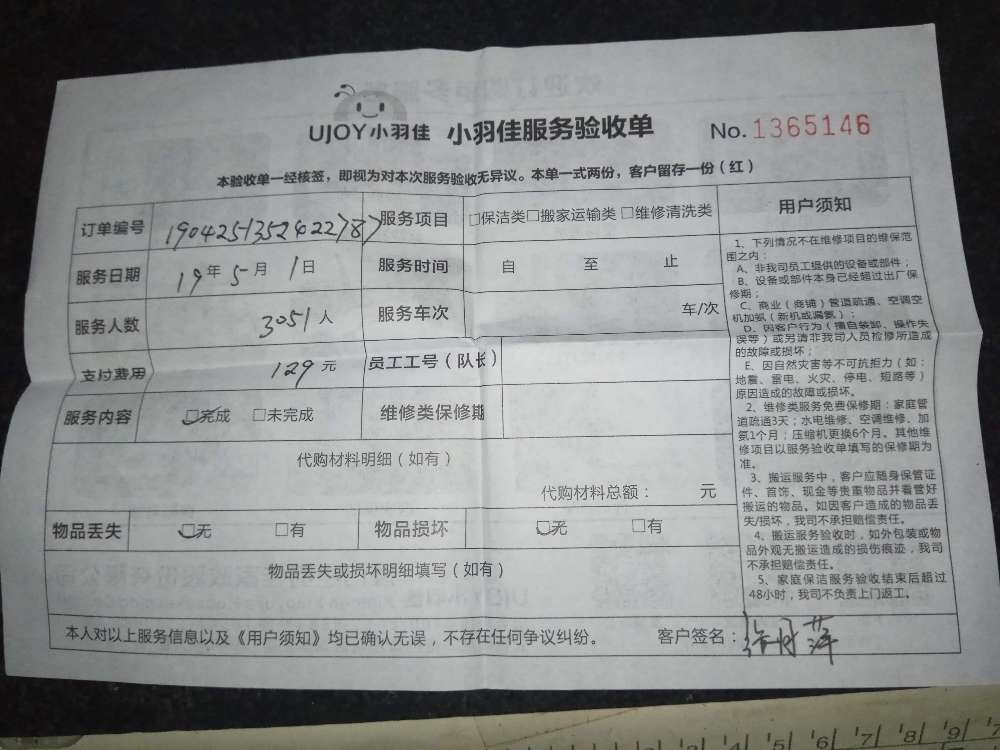 UJOY小羽佳 小羽佳服务验收单 No.1365146
本验收单一经核签，即视为对本次服务验收无异议。本单一式两份，客户留存一份（红）
订单编号 1904251352422787 服务项目 □保洁类□搬家运输类□维修清洗类
服务日期 19年5月1日 服务时间 自 至 止
服务人数 3051人 服务车次 车/次
支付费用 129元 员工工号（队长）
服务内容 □完成 □未完成 维修类保修期
代购材料明细（如有）
代购材料总额： 元
物品丢失 □无 □有 物品损坏 □无 □有
物品丢失或损坏明细填写（如有）
本人对以上服务信息以及《用户须知》均已确认无误，不存在任何争议纠纷。 客户签名：
用户须知
1、下列情况不在维修项目的维保范
围之内：
A、非我司员工提供的设备或部件；
B、设备或部件本身已经超过出厂保
修期；
C、商业（商铺）管道疏通、空调空
机加氨（新机或漏氨）；
D、因客户行为（擅自装卸、操作失
误等）或另请非我司人员检修所造成
的故障或损坏；
E、因自然灾害等不可抗拒力（如：
地震、雷电、火灾、停电、短路等）
原因造成的故障或损坏。
2、维修类服务免费保修期：家庭管
道疏通3天；水电维修、空调维修、加
氨1个月；压缩机更换6个月。其他维
修项目以服务验收单填写的保修期为
准。
3、搬运服务中，客户应随身保管证
件、首饰、现金等贵重物品并看管好
搬运的物品。如因客户造成的物品丢
失/损坏，我司不承担赔偿责任。
4、搬运服务验收时，如外包装或物
品外观无搬运造成的损伤痕迹，我司
不承担赔偿责任。
5、家庭保洁服务验收结束后超过
48小时，我司不负责上门返工。
4 5 6 7 8 9